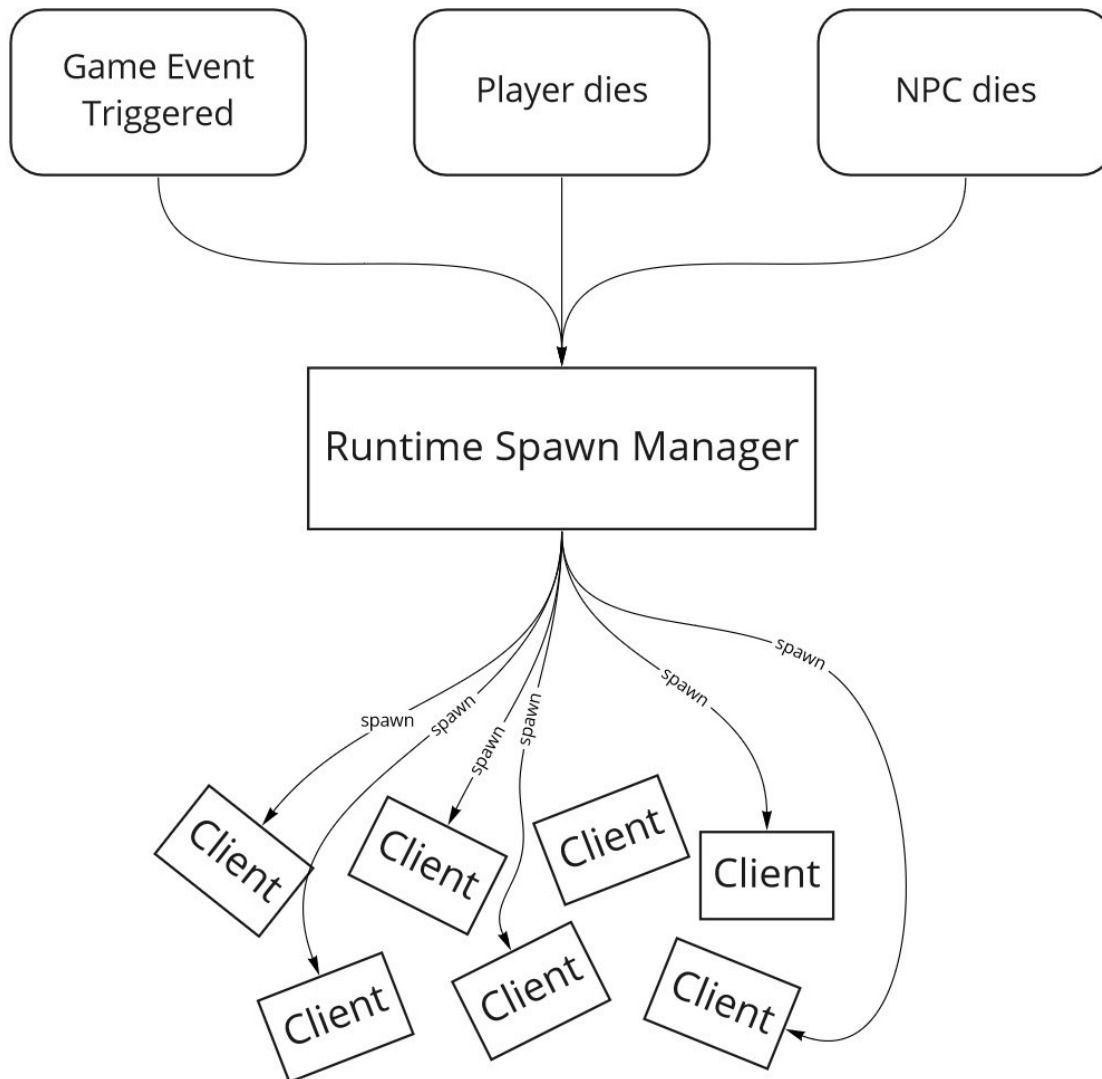 Game Event
Triggered
Player dies
NPC dies
Runtime Spawn Manager
spawn
spawn
spawn
spawn
spawn
spawn
Client
Client
Client
Client
Client
Client
Client